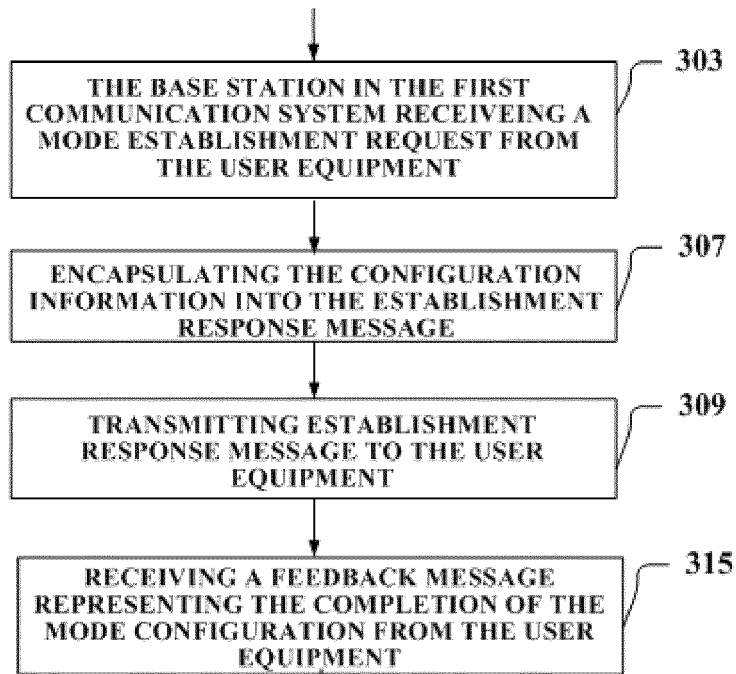 303
THE BASE STATION IN THE FIRST
COMMUNICATION SYSTEM RECEIVEING A
MODE ESTABLISHMENT REQUEST FROM
THE USER EQUIPMENT
307
ENCAPSULATING THE CONFIGURATION
INFORMATION INTO THE ESTABLISHMENT
RESPONSE MESSAGE
309
TRANSMITTING ESTABLISHMENT
RESPONSE MESSAGE TO THE USER
EQUIPMENT
315
RECEIVING A FEEDBACK MESSAGE
REPRESENTING THE COMPLETION OF THE
MODE CONFIGURATION FROM THE USER
EQUIPMENT